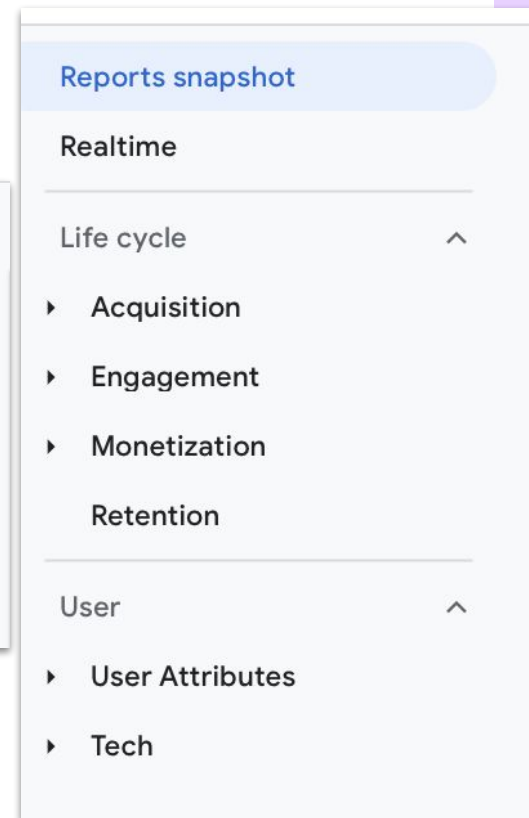 Reports snapshot
Realtime
Life cycle
Acquisition
Engagement
Monetization
Retention
User
User Attributes
Tech